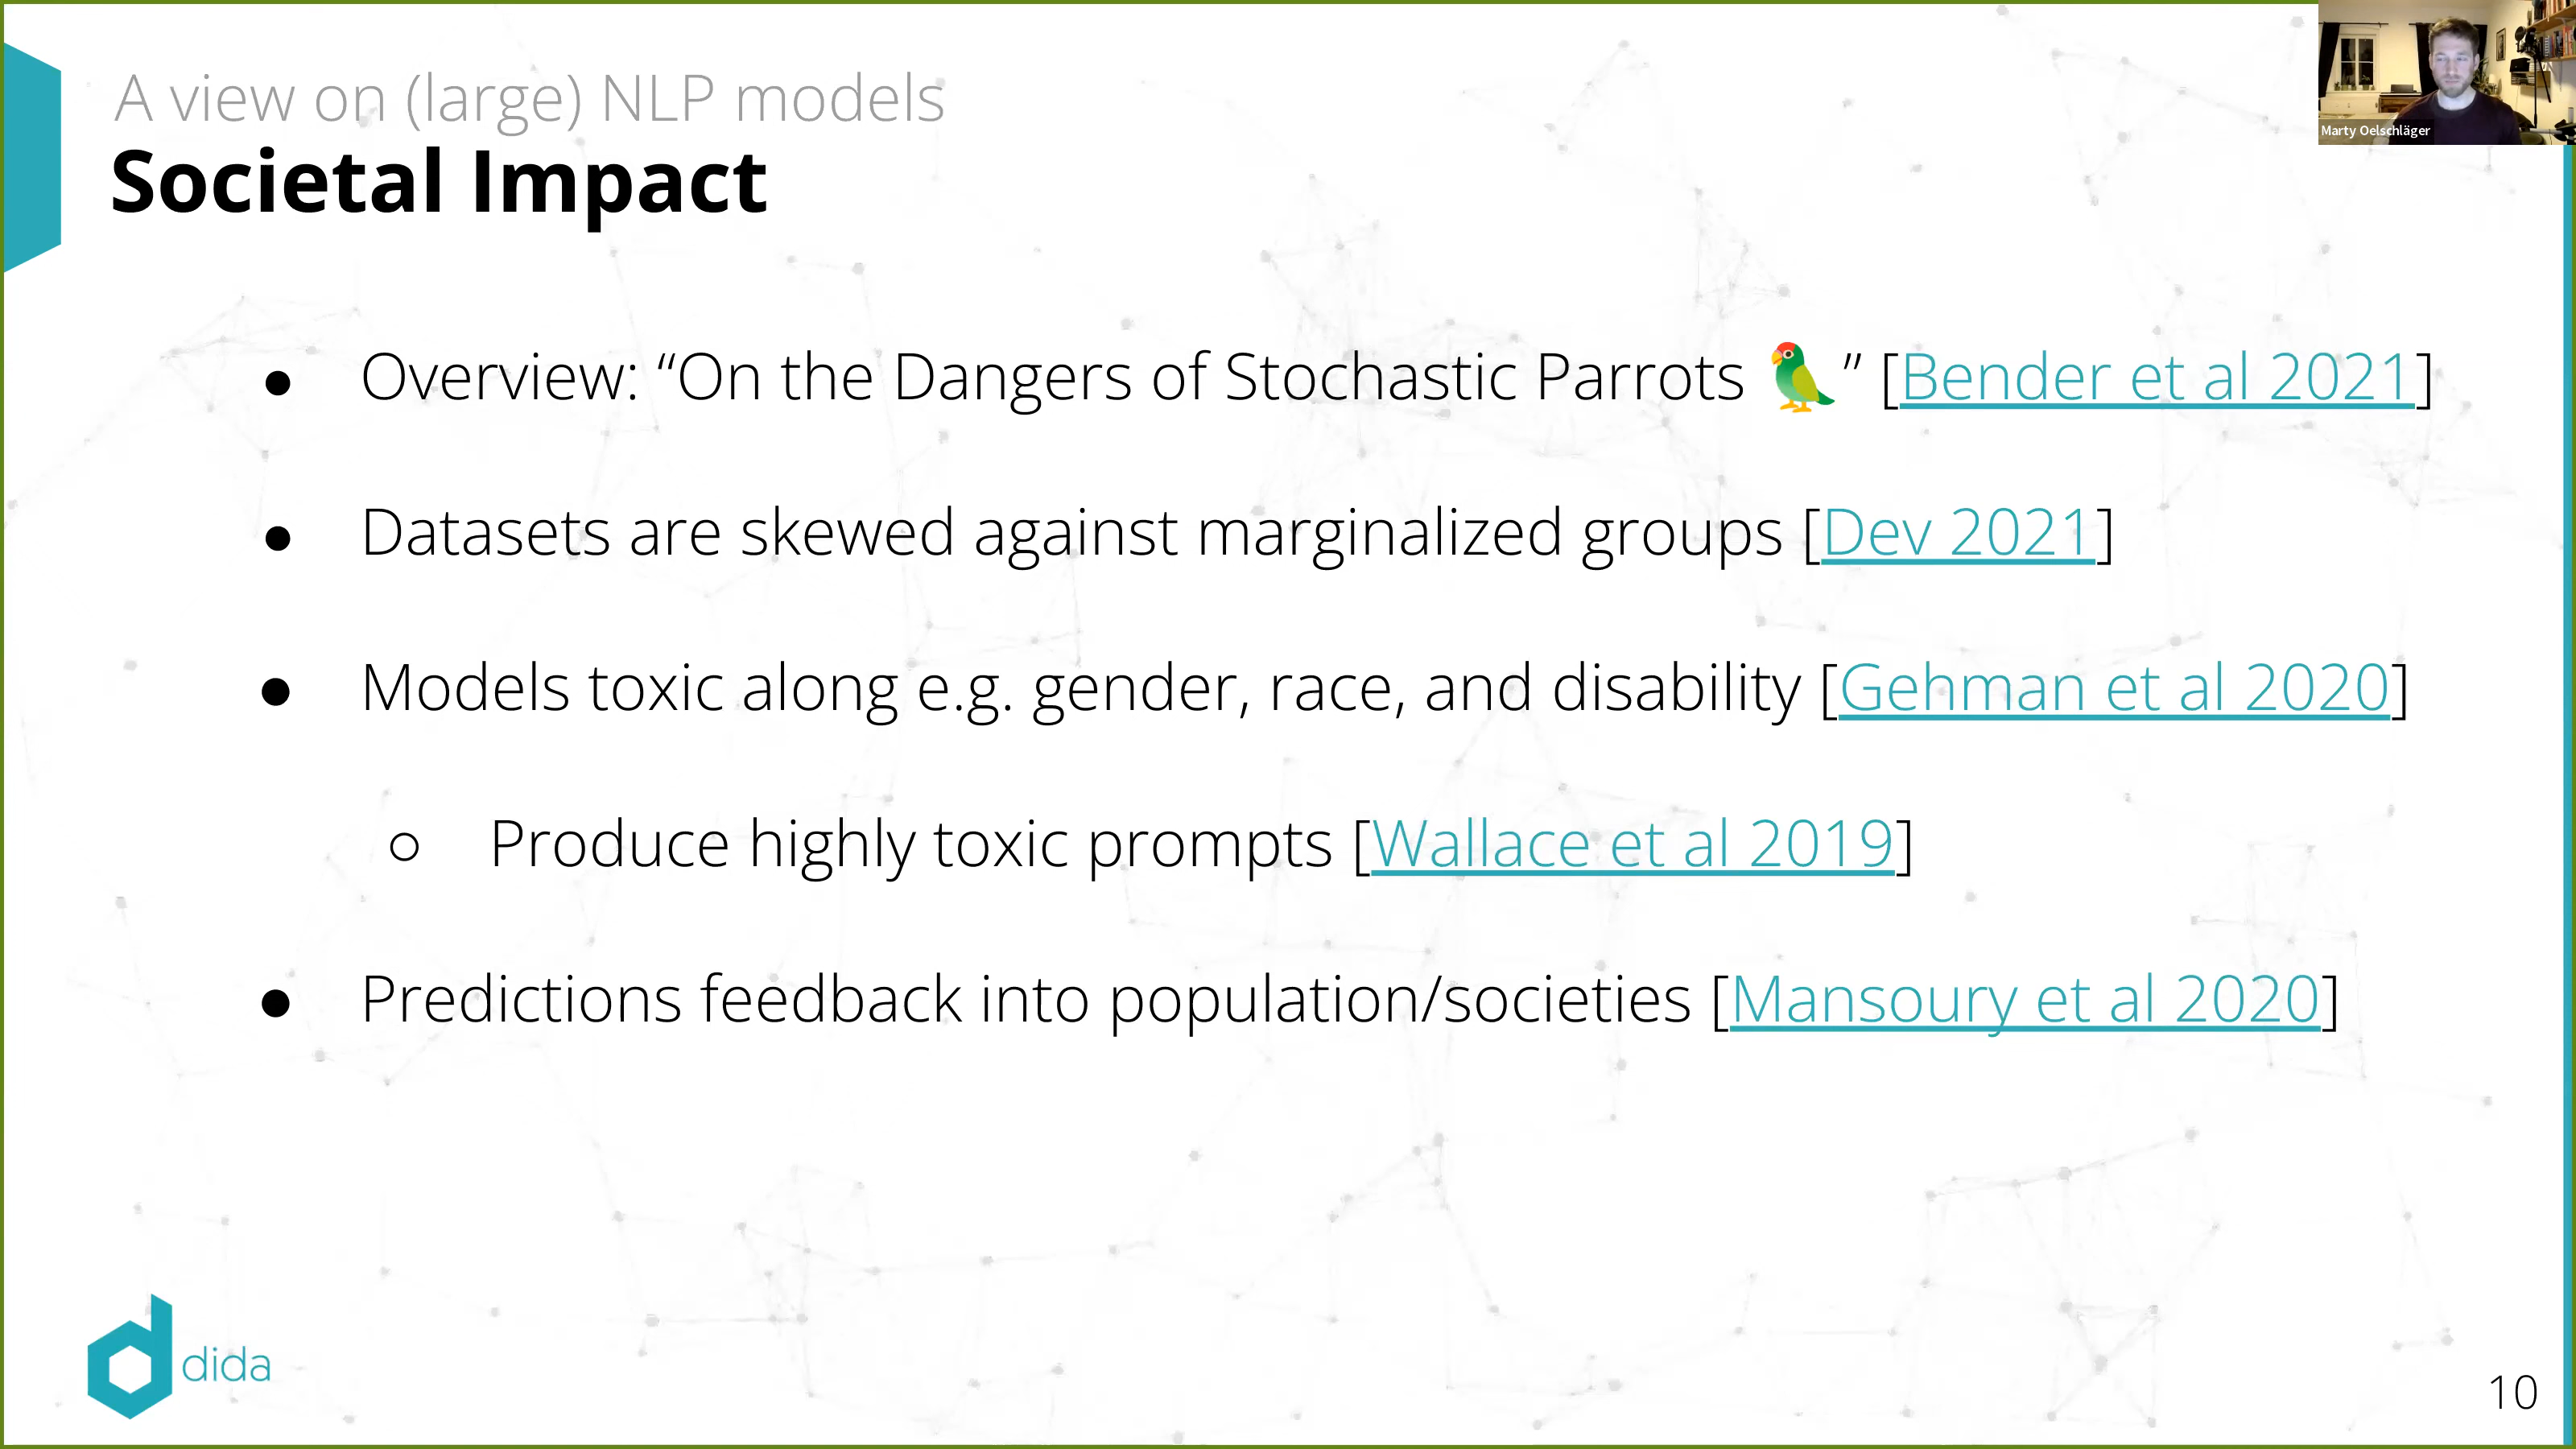 A view on (large) NLP models
Societal Impact
Marty Oelschläger
● Overview: “On the Dangers of Stochastic Parrots 🦜” [Bender et al 2021]
● Datasets are skewed against marginalized groups [Dev 2021]
● Models toxic along e.g. gender, race, and disability [Gehman et al 2020]
○ Produce highly toxic prompts [Wallace et al 2019]
● Predictions feedback into population/societies [Mansoury et al 2020]
dida
10